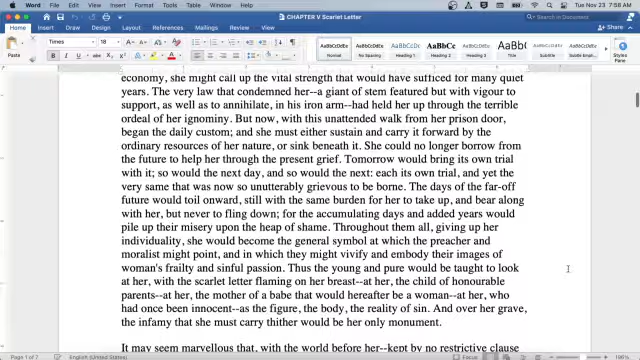 Word File Edit View Insert Format Tools Table Window Help Tue Nov 23 7:58 AM
CHAPTER V Scarlet Letter Search in Document
Home Insert Draw Design Layout References Mailings Review View Share
Times 18
AaBbCcDdEe AaBbCcDdEe AaBbCcDc AaBbCcDdEe AaBbCcDdEe
Paste Normal No Spacing Heading 1 Heading 2 Heading 3 Title Subtitle Subtle Emph... Styles Pane
economy, she might call up the vital strength that would have sufficed for many quiet
years. The very law that condemned her--a giant of stem featured but with vigour to
support, as well as to annihilate, in his iron arm--had held her up through the terrible
ordeal of her ignominy. But now, with this unattended walk from her prison door,
began the daily custom; and she must either sustain and carry it forward by the
ordinary resources of her nature, or sink beneath it. She could no longer borrow from
the future to help her through the present grief. Tomorrow would bring its own trial
with it; so would the next day, and so would the next: each its own trial, and yet the
very same that was now so unutterably grievous to be borne. The days of the far-off
future would toil onward, still with the same burden for her to take up, and bear along
with her, but never to fling down; for the accumulating days and added years would
pile up their misery upon the heap of shame. Throughout them all, giving up her
individuality, she would become the general symbol at which the preacher and
moralist might point, and in which they might vivify and embody their images of
woman's frailty and sinful passion. Thus the young and pure would be taught to look
at her, with the scarlet letter flaming on her breast--at her, the child of honourable
parents--at her, the mother of a babe that would hereafter be a woman--at her, who
had once been innocent--as the figure, the body, the reality of sin. And over her grave,
the infamy that she must carry thither would be her only monument.
It may seem marvellous that, with the world before her--kept by no restrictive clause
Page 1 of 7 English (United States) Focus